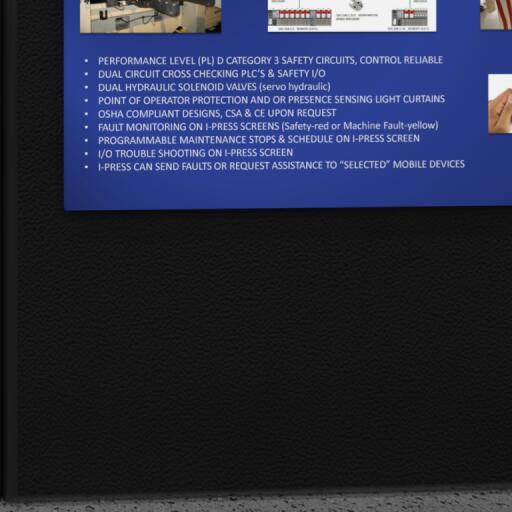 • PERFORMANCE LEVEL (PL) D CATEGORY 3 SAFETY CIRCUITS, CONTROL RELIABLE
• DUAL CIRCUIT CROSS CHECKING PLC'S & SAFETY I/O
• DUAL HYDRAULIC SOLENOID VALVES (servo hydraulic)
• POINT OF OPERATOR PROTECTION AND OR PRESENCE SENSING LIGHT CURTAINS
• OSHA COMPLIANT DESIGNS, CSA & CE UPON REQUEST
• FAULT MONITORING ON I-PRESS SCREENS (Safety-red or Machine Fault-yellow)
• PROGRAMMABLE MAINTENANCE STOPS & SCHEDULE ON I-PRESS SCREEN
• I/O TROUBLE SHOOTING ON I-PRESS SCREEN
• I-PRESS CAN SEND FAULTS OR REQUEST ASSISTANCE TO "SELECTED" MOBILE DEVICES